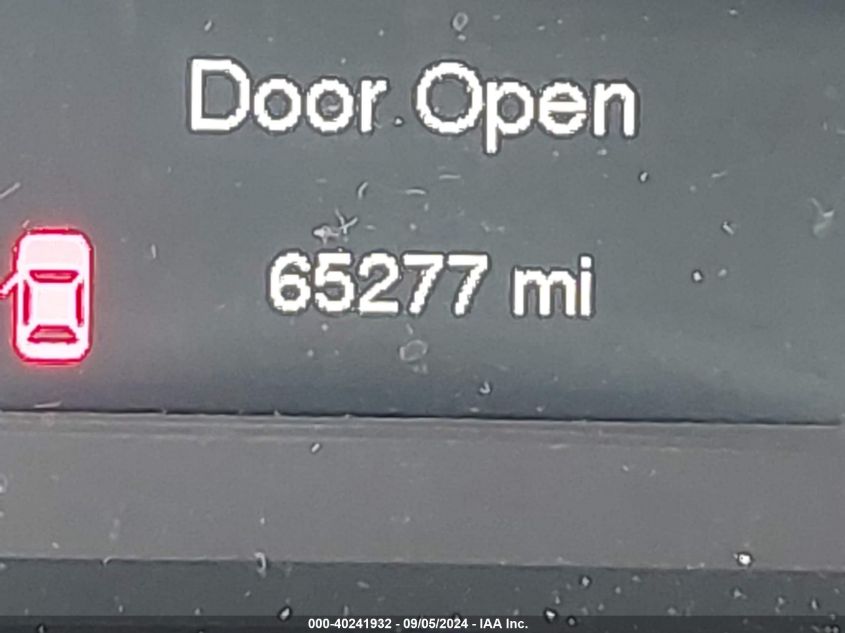 Door Open
65277 mi
000-40241932 - 09/05/2024 - IAA Inc.